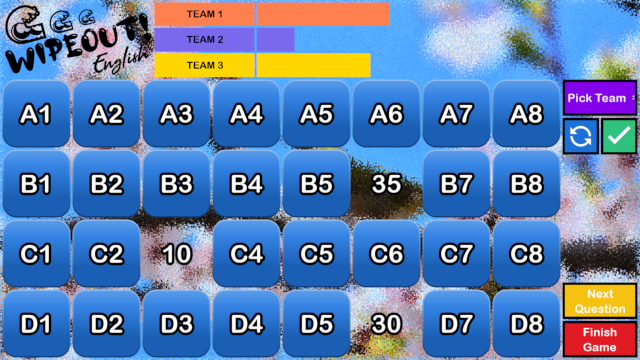 WIPEOUT!
English
TEAM 1
TEAM 2
TEAM 3
A1 A2 A3 A4 A5 A6 A7 A8
Pick Team
B1 B2 B3 B4 B5 35 B7 B8
C1 C2 10 C4 C5 C6 C7 C8
D1 D2 D3 D4 D5 30 D7 D8
Next
Question
Finish
Game